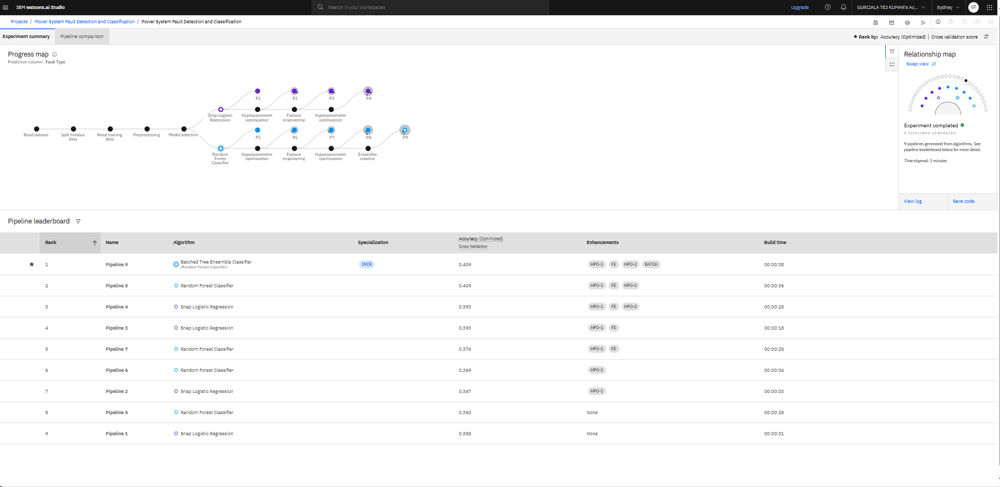 IBM watsonx.ai Studio
Search in your workspaces
Upgrade
GURIJALA TEJ KUMAR's Ac...
Sydney
GT
Projects / Power System Fault Detection and Classification / Power System Fault Detection and Classification
Experiment summary
Pipeline comparison
Rank by: Accuracy (Optimized) | Cross validation score
Progress map
Prediction column: Fault Type
Read dataset
Split holdout
data
Read training
data
Preprocessing
Model selection
Snap Logistic
Regression
P1
P2
P3
P4
Hyperparameter
optimization
Feature
engineering
Hyperparameter
optimization
Random
Forest
Classifier
P5
P6
P7
P8
P9
Hyperparameter
optimization
Feature
engineering
Hyperparameter
optimization
Ensemble
creation
Relationship map
Swap view
Experiment completed
9 PIPELINES GENERATED
9 pipelines generated from algorithms. See
pipeline leaderboard below for more detail.
Time elapsed: 3 minutes
View log
Save code
Pipeline leaderboard
Rank Name Algorithm Specialization Accuracy (Optimized) Enhancements Build time
Cross Validation
1 Pipeline 9 Batched Tree Ensemble Classifier INCR 0.409 HPO-1 FE HPO-2 BATCH 00:00:38
(Random Forest Classifier)
2 Pipeline 8 Random Forest Classifier 0.409 HPO-1 FE HPO-2 00:00:36
3 Pipeline 4 Snap Logistic Regression 0.393 HPO-1 FE HPO-2 00:00:25
4 Pipeline 3 Snap Logistic Regression 0.393 HPO-1 FE 00:00:18
5 Pipeline 7 Random Forest Classifier 0.376 HPO-1 FE 00:00:25
6 Pipeline 6 Random Forest Classifier 0.369 HPO-1 00:00:04
7 Pipeline 2 Snap Logistic Regression 0.367 HPO-1 00:00:03
8 Pipeline 5 Random Forest Classifier 0.360 None 00:00:28
9 Pipeline 1 Snap Logistic Regression 0.358 None 00:00:01